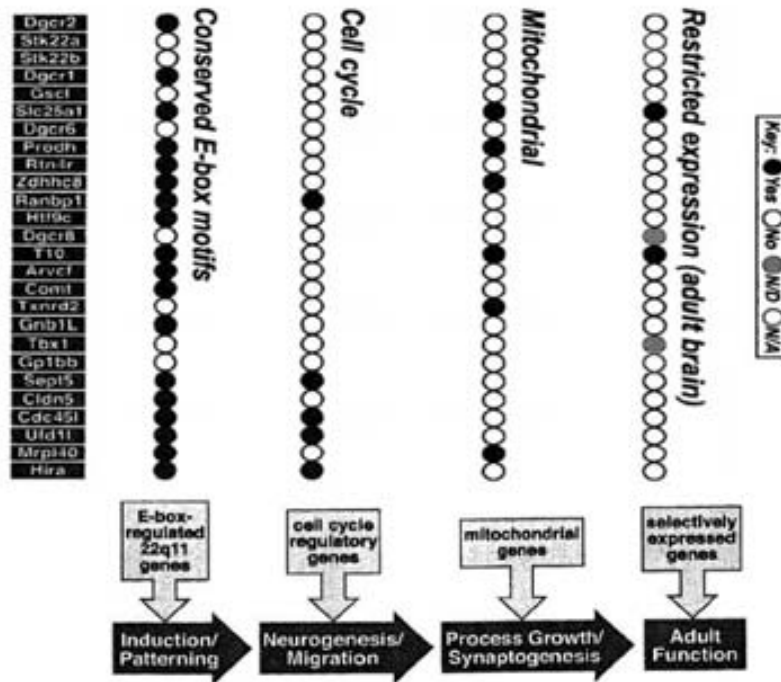 Dgcr2
Stk22a
Stk22b
Dgcr1
Gscl
Slc25a1
Dgcr6
Prodh
Rtn4r
Zdhhc8
Ranbp1
Htf9c
Dgcr8
T10
Arvcf
Comt
Txnrd2
Gnb1L
Tbx1
Gp1bb
Sept5
Cldn5
Cdc45l
Ufd1l
Mrpl40
Hira
Conserved E-box motifs
Cell cycle
Mitochondrial
Restricted expression (adult brain)
Key: Yes No N/D N/A
E-box-
regulated
22q11
genes
cell cycle
regulatory
genes
mitochondrial
genes
selectively
expressed
genes
Induction/
Patterning
Neurogenesis/
Migration
Process Growth/
Synaptogenesis
Adult
Function